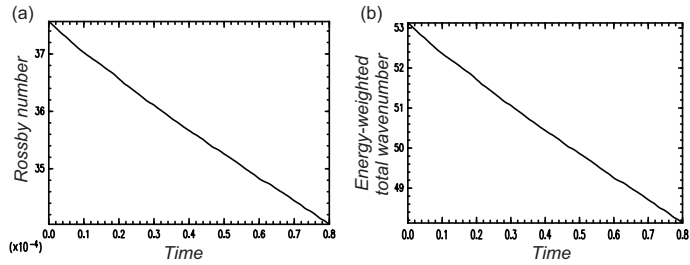 (a)
Rossby number
37
36
35
0.0 0.1 0.2 0.3 0.4 0.5 0.6 0.7 0.8
(x10⁻⁴)
Time
(b)
Energy-weighted
total wavenumber
53
52
51
50
49
0.0 0.1 0.2 0.3 0.4 0.5 0.6 0.7 0.8
Time